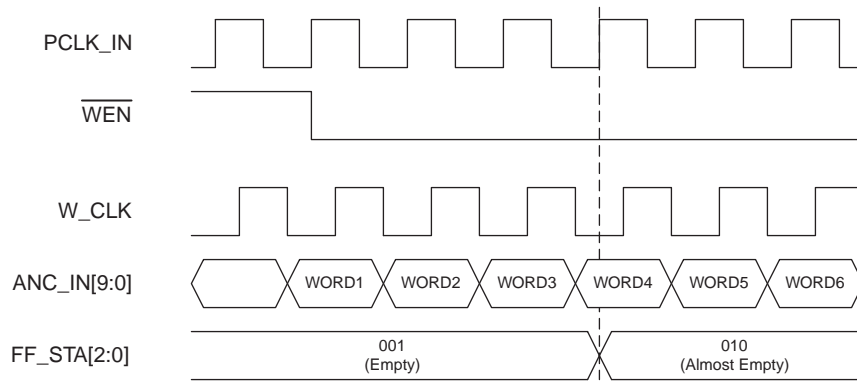 PCLK_IN
WEN
W_CLK
ANC_IN[9:0]
WORD1 WORD2 WORD3 WORD4 WORD5 WORD6
FF_STA[2:0]
001
(Empty)
010
(Almost Empty)